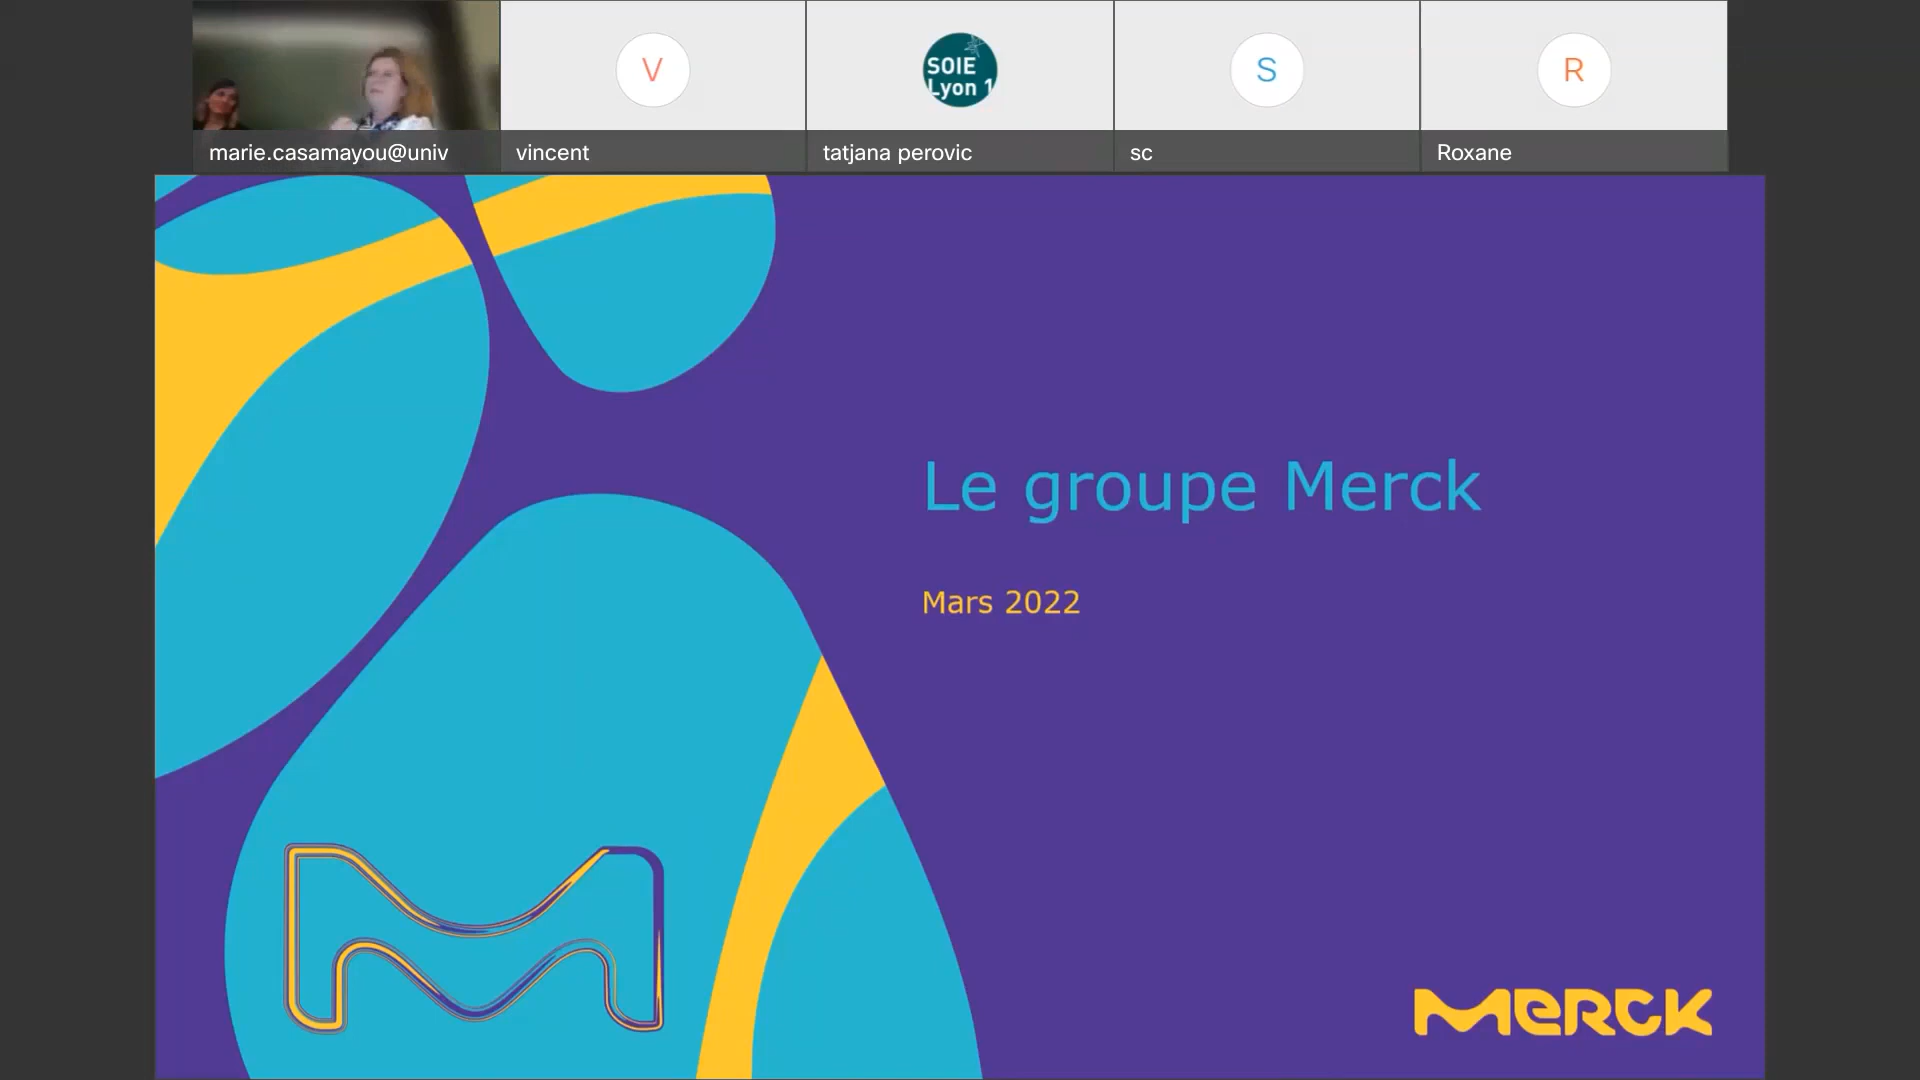 V
SOIE
Lyon 1
S
R
marie.casamayou@univ
vincent
tatjana perovic
sc
Roxane
Le groupe Merck
Mars 2022
M
MERCK